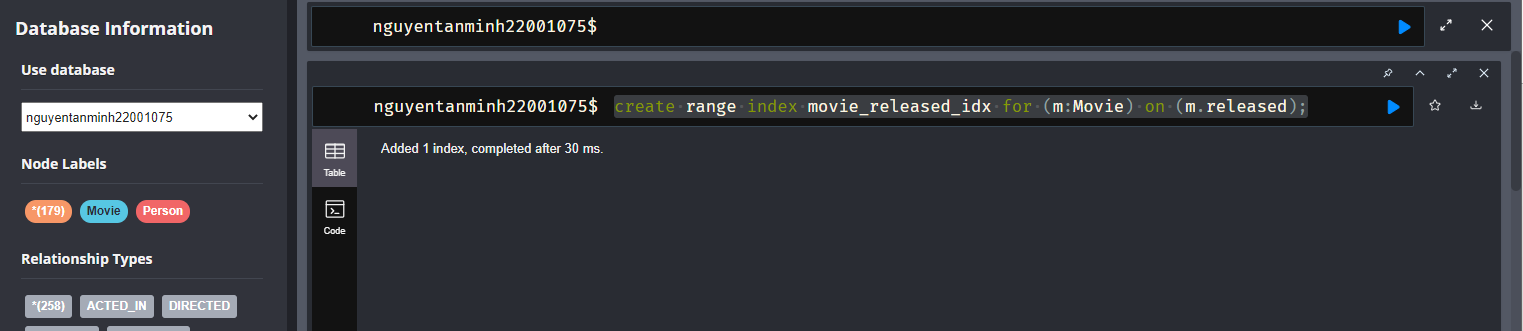 Database Information
Use database
nguyentanminh22001075
Node Labels
*(179) Movie Person
Relationship Types
*(258) ACTED_IN DIRECTED
nguyentanminh22001075$
nguyentanminh22001075$ create range index movie_released_idx for (m:Movie) on (m.released);
Table
Code
Added 1 index, completed after 30 ms.